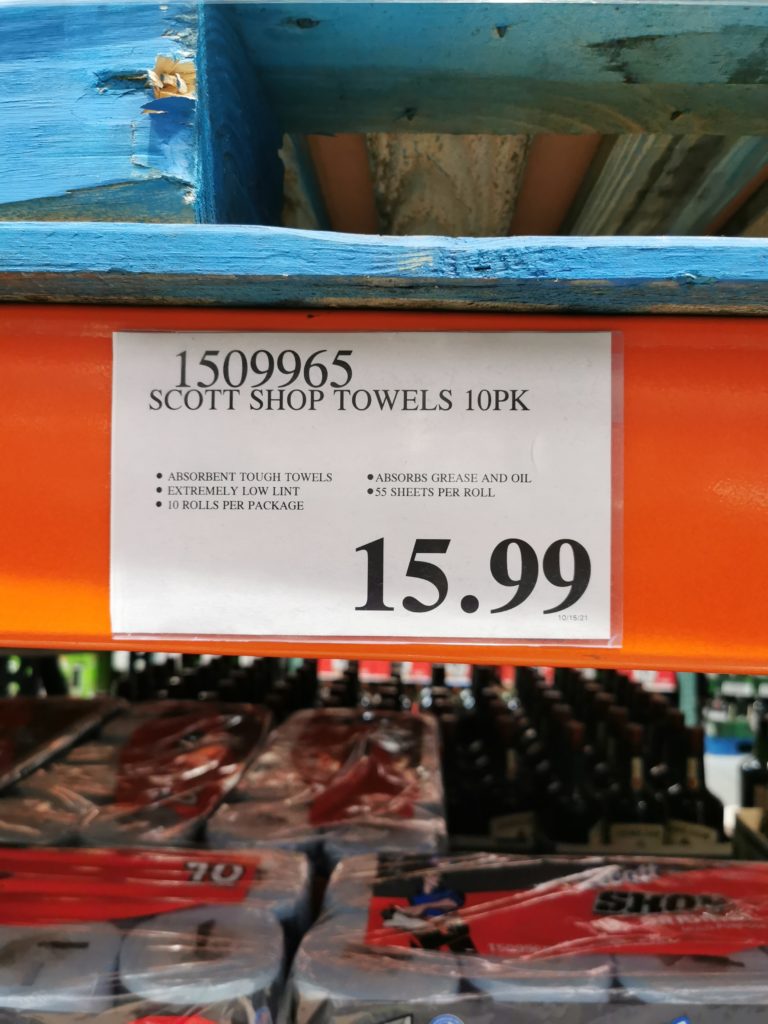 1509965
SCOTT SHOP TOWELS 10PK
• ABSORBENT TOUGH TOWELS
• EXTREMELY LOW LINT
• 10 ROLLS PER PACKAGE
• ABSORBS GREASE AND OIL
• 55 SHEETS PER ROLL
15.99
10/15/21
10
SHOP